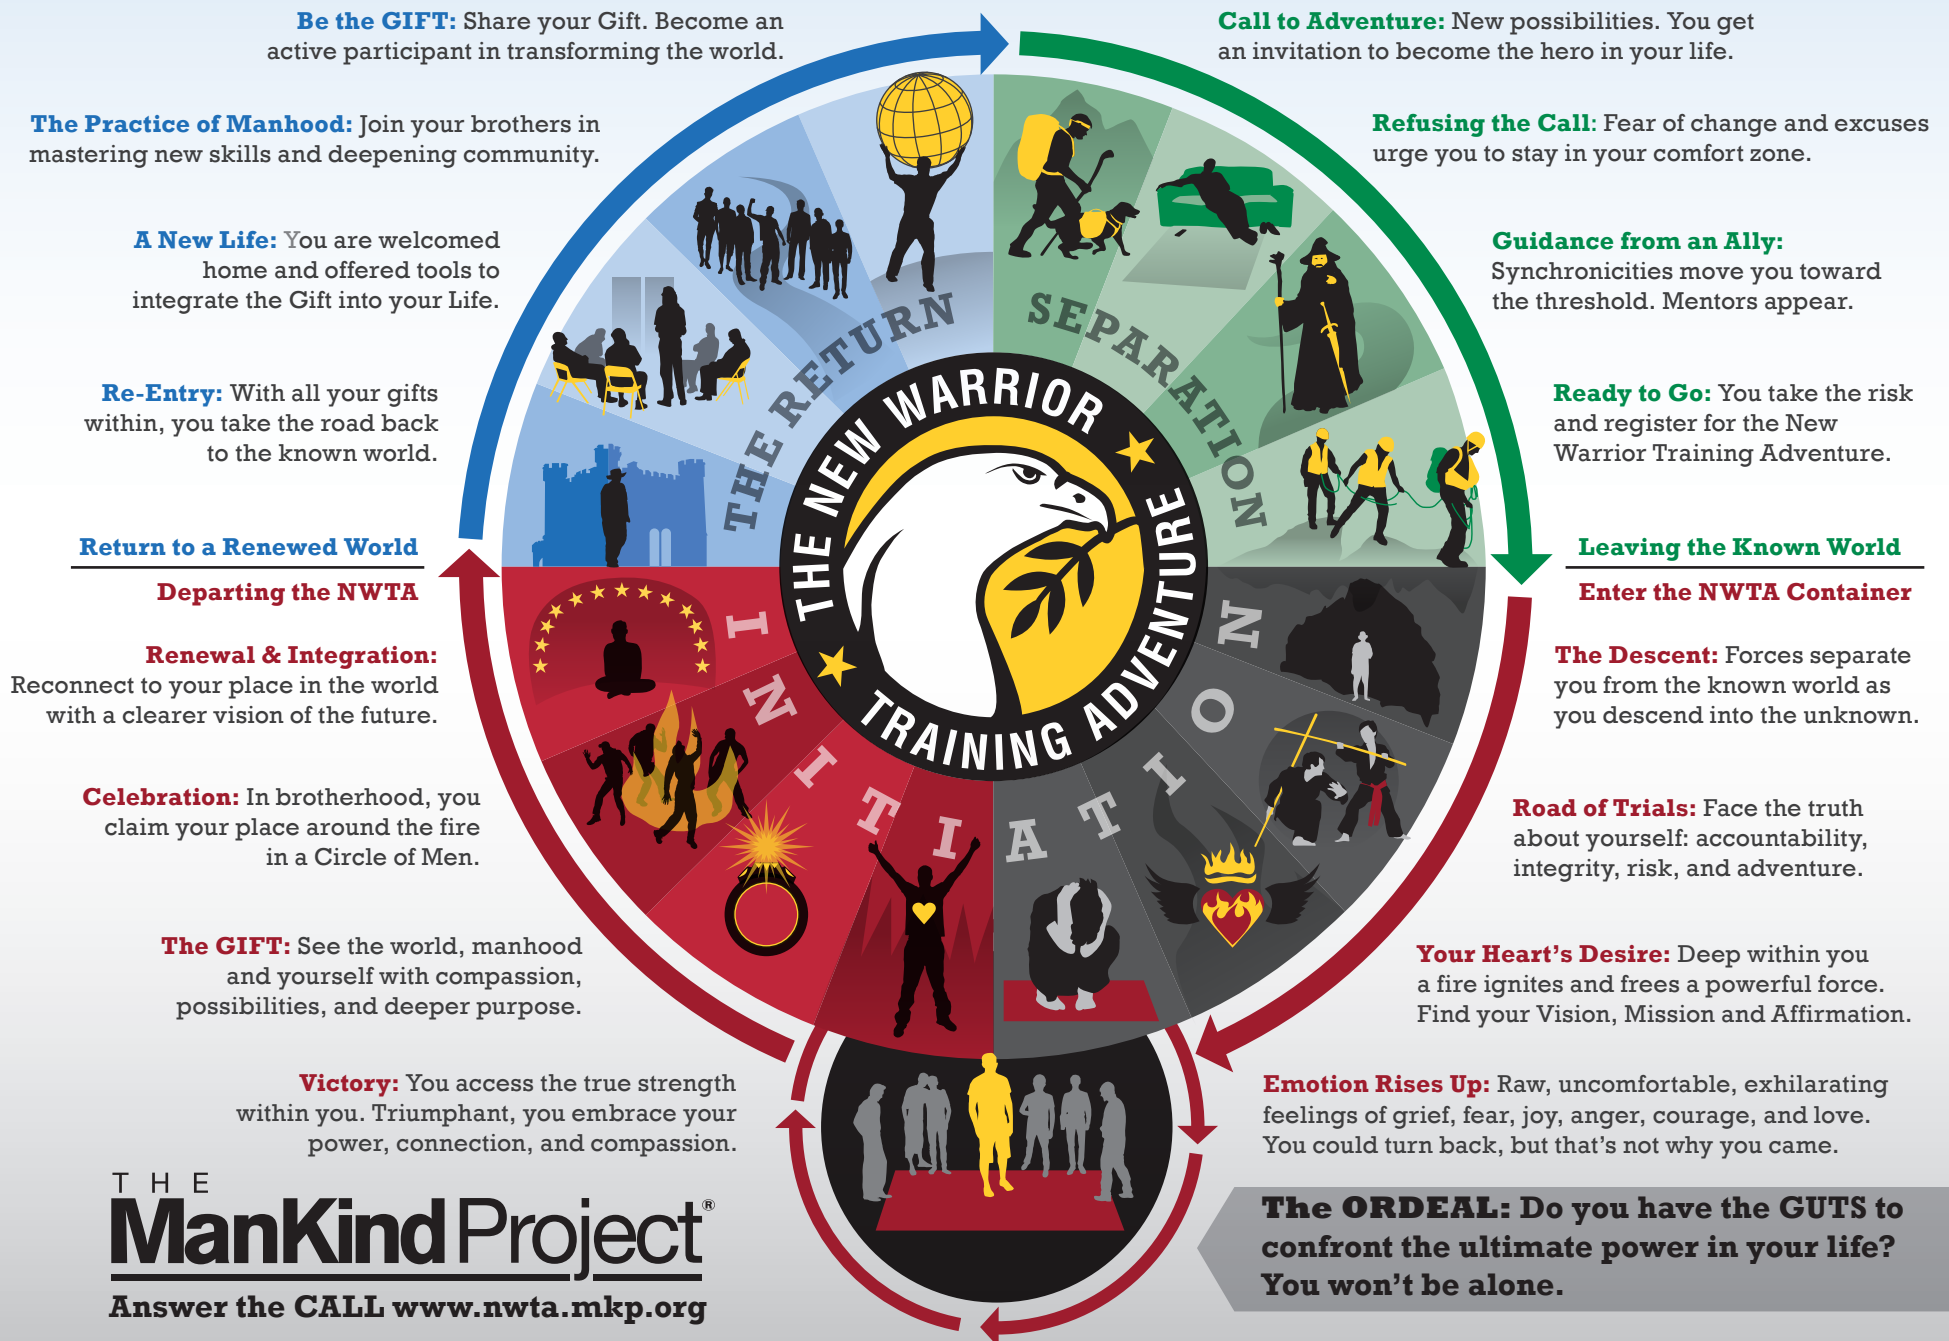 Be the GIFT: Share your Gift. Become an
active participant in transforming the world.
Call to Adventure: New possibilities. You get
an invitation to become the hero in your life.
The Practice of Manhood: Join your brothers in
mastering new skills and deepening community.
Refusing the Call: Fear of change and excuses
urge you to stay in your comfort zone.
A New Life: You are welcomed
home and offered tools to
integrate the Gift into your Life.
Guidance from an Ally:
Synchronicities move you toward
the threshold. Mentors appear.
Re-Entry: With all your gifts
within, you take the road back
to the known world.
Ready to Go: You take the risk
and register for the New
Warrior Training Adventure.
THE RETURN
SEPARATION
THE NEW WARRIOR
TRAINING ADVENTURE
INITIATION
Return to a Renewed World
Departing the NWTA
Leaving the Known World
Enter the NWTA Container
Renewal & Integration:
Reconnect to your place in the world
with a clearer vision of the future.
The Descent: Forces separate
you from the known world as
you descend into the unknown.
Celebration: In brotherhood, you
claim your place around the fire
in a Circle of Men.
Road of Trials: Face the truth
about yourself: accountability,
integrity, risk, and adventure.
The GIFT: See the world, manhood
and yourself with compassion,
possibilities, and deeper purpose.
Your Heart's Desire: Deep within you
a fire ignites and frees a powerful force.
Find your Vision, Mission and Affirmation.
Victory: You access the true strength
within you. Triumphant, you embrace your
power, connection, and compassion.
Emotion Rises Up: Raw, uncomfortable, exhilarating
feelings of grief, fear, joy, anger, courage, and love.
You could turn back, but that's not why you came.
THE
ManKind Project®
Answer the CALL www.nwta.mkp.org
The ORDEAL: Do you have the GUTS to
confront the ultimate power in your life?
You won't be alone.